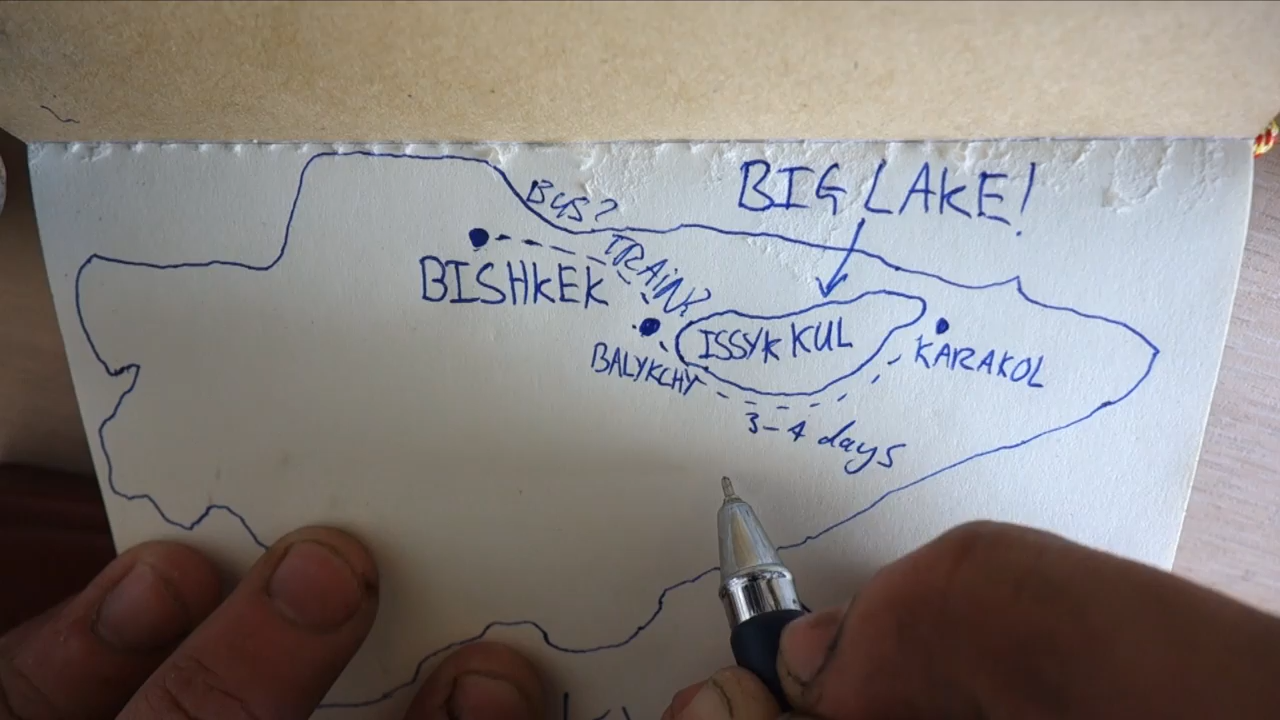 BIG LAKE!
BUS?
TRAIN?
BISHKEK
ISSYK KUL
BALYKCHY
KARAKOL
3-4 days